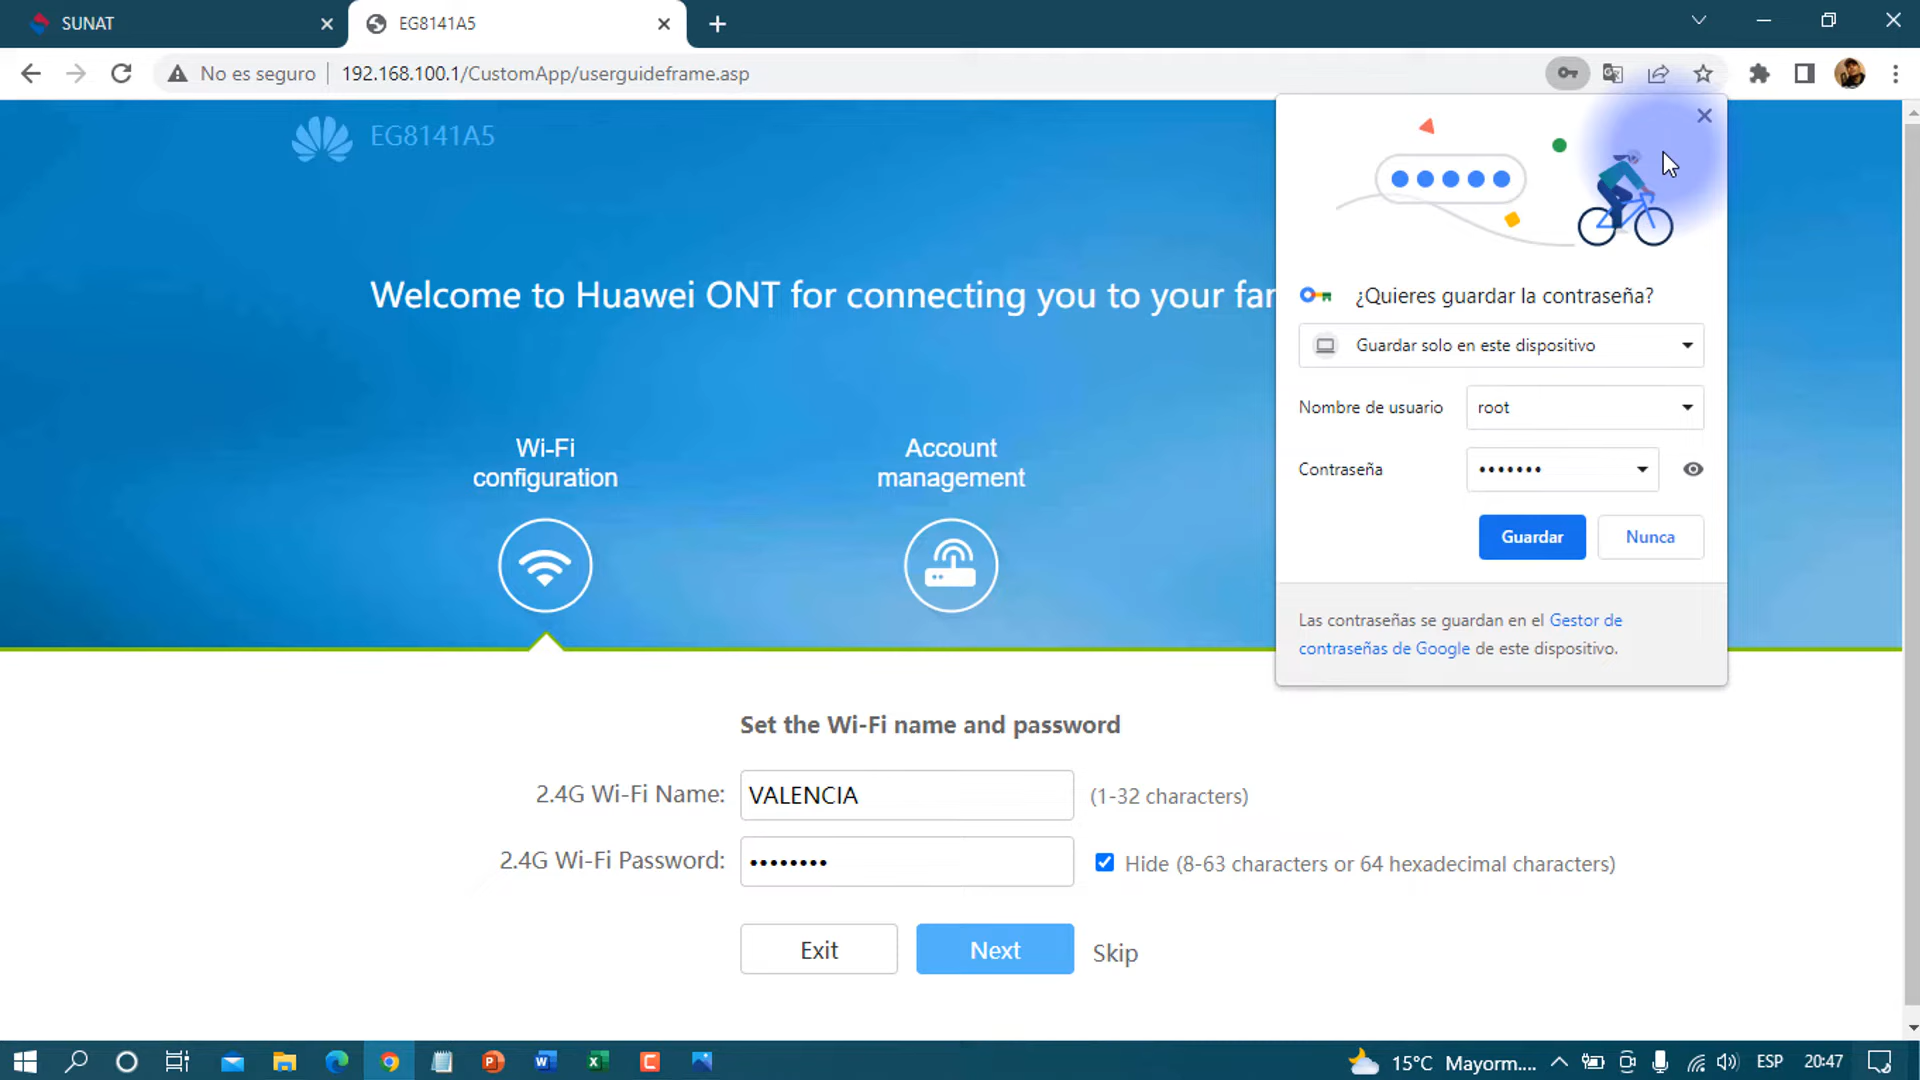 SUNAT
EG8141A5
No es seguro
192.168.100.1/CustomApp/userguideframe.asp
EG8141A5
Welcome to Huawei ONT for connecting you to your
Wi-Fi
configuration
Account
management
¿Quieres guardar la contraseña?
Guardar solo en este dispositivo
Nombre de usuario
root
Contraseña
•••••••
Guardar
Nunca
Las contraseñas se guardan en el Gestor de
contraseñas de Google de este dispositivo.
Set the Wi-Fi name and password
2.4G Wi-Fi Name:
VALENCIA
(1-32 characters)
2.4G Wi-Fi Password:
••••••••
Hide (8-63 characters or 64 hexadecimal characters)
Exit
Next
Skip
15°C Mayorm....
ESP
20:47